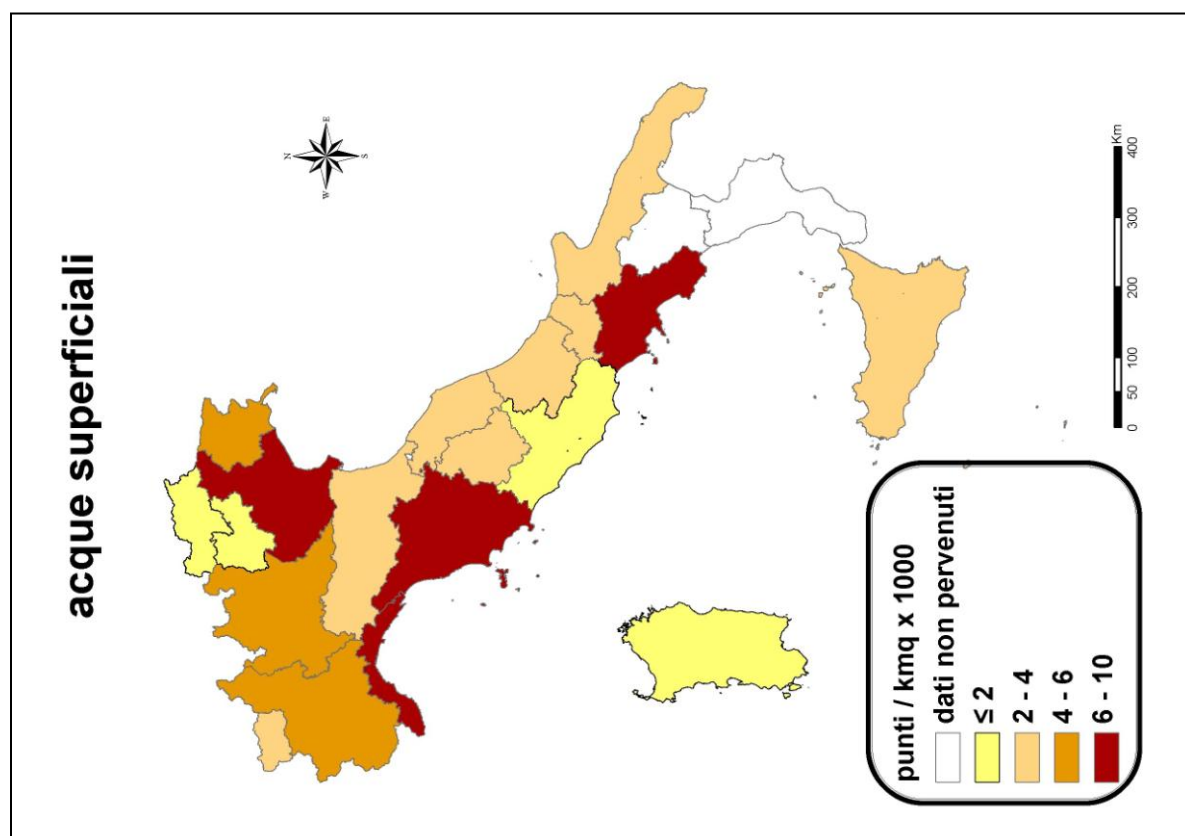 acque superficiali
N
W
E
S
punti / kmq x 1000
dati non pervenuti
≤ 2
2 - 4
4 - 6
6 - 10
0
50
100
200
300
400
Km